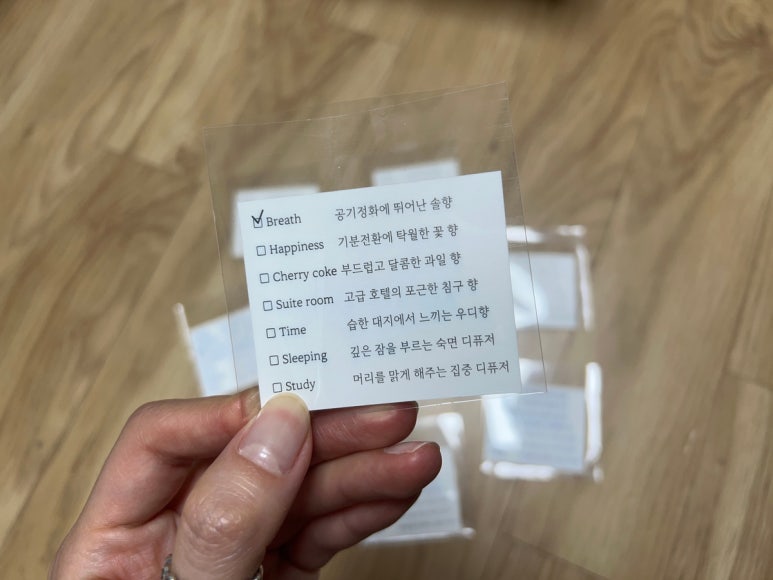 Breath 공기정화에 뛰어난 솔향
Happiness 기분전환에 탁월한 꽃 향
Cherry coke 부드럽고 달콤한 과일 향
Suite room 고급 호텔의 포근한 침구 향
Time 습한 대지에서 느끼는 우디향
Sleeping 깊은 잠을 부르는 숙면 디퓨저
Study 머리를 맑게 해주는 집중 디퓨저